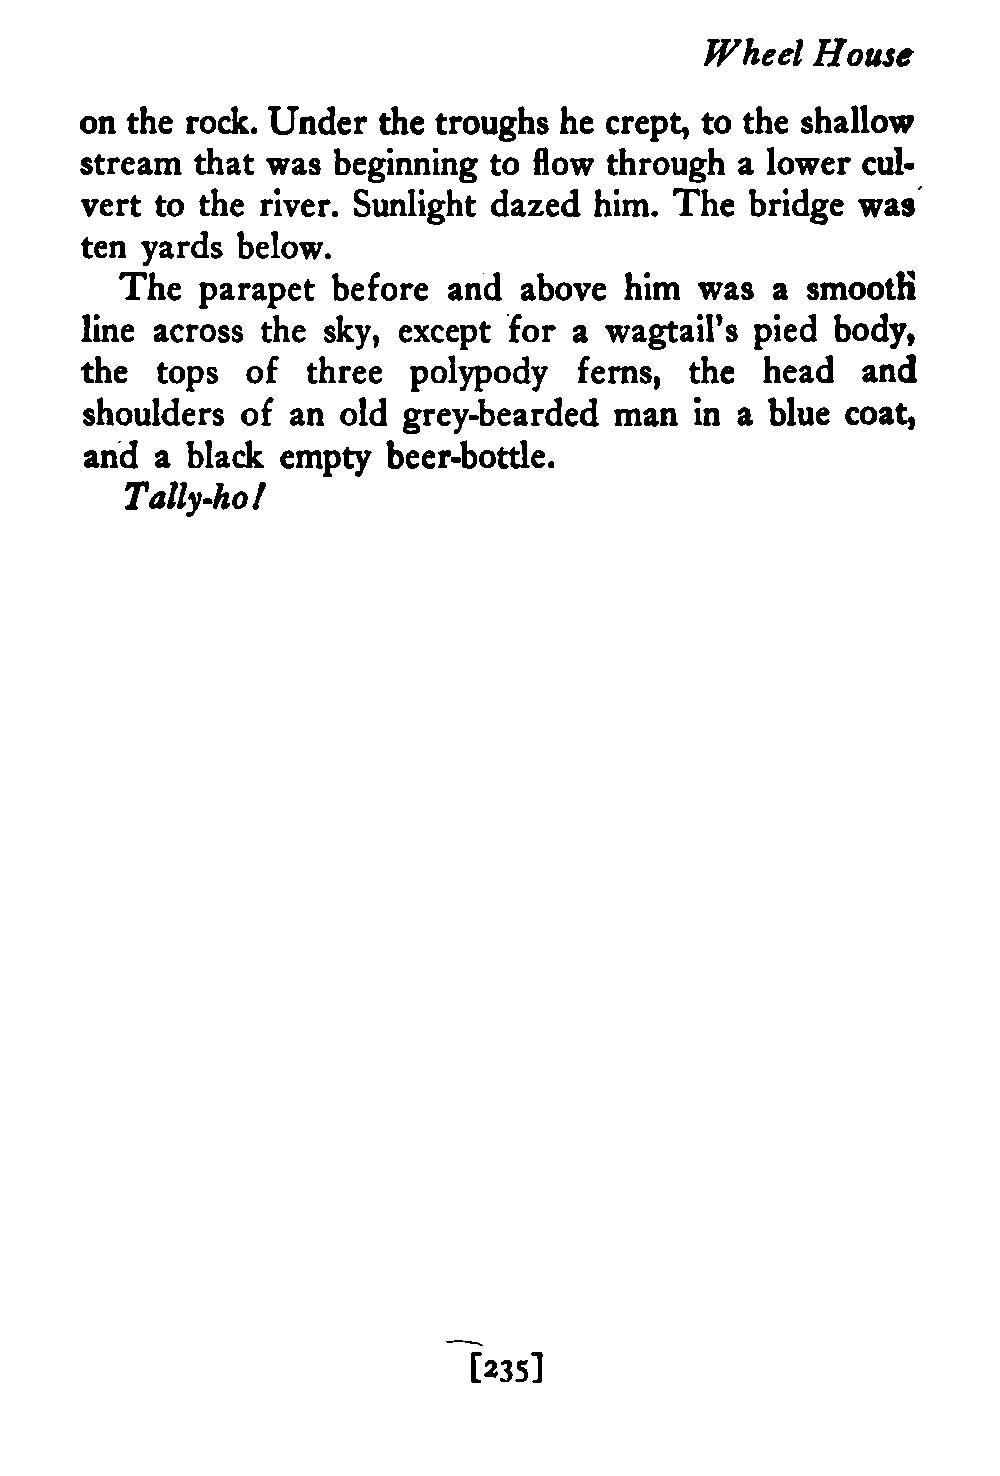 Wheel House
on the rock. Under the troughs he crept, to the shallow
stream that was beginning to flow through a lower cul-
vert to the river. Sunlight dazed him. The bridge was
ten yards below.
The parapet before and above him was a smooth
line across the sky, except for a wagtail's pied body,
the tops of three polypody ferns, the head and
shoulders of an old grey-bearded man in a blue coat,
and a black empty beer-bottle.
Tally-ho!
[235]